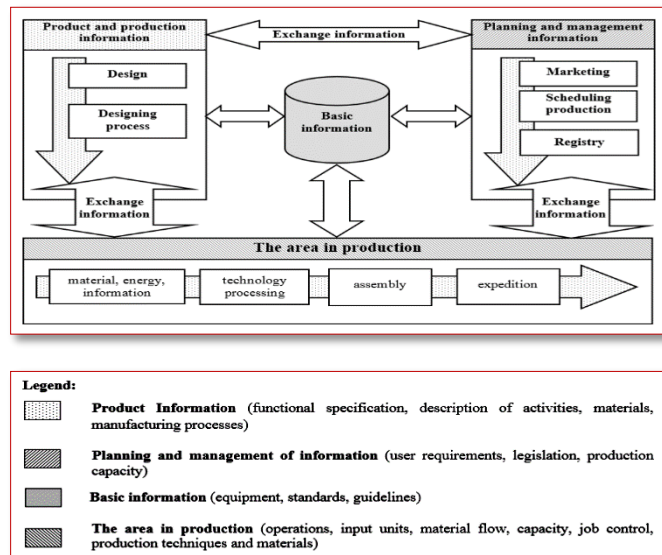 Product and production
information
Exchange information
Planning and management
information
Design
Designing
process
Basic
information
Marketing
Scheduling
production
Registry
Exchange
information
Exchange
information
The area in production
material, energy,
information
technology
processing
assembly
expedition
Legend:
Product Information (functional specification, description of activities, materials,
manufacturing processes)
Planning and management of information (user requirements, legislation, production
capacity)
Basic information (equipment, standards, guidelines)
The area in production (operations, input units, material flow, capacity, job control,
production techniques and materials)